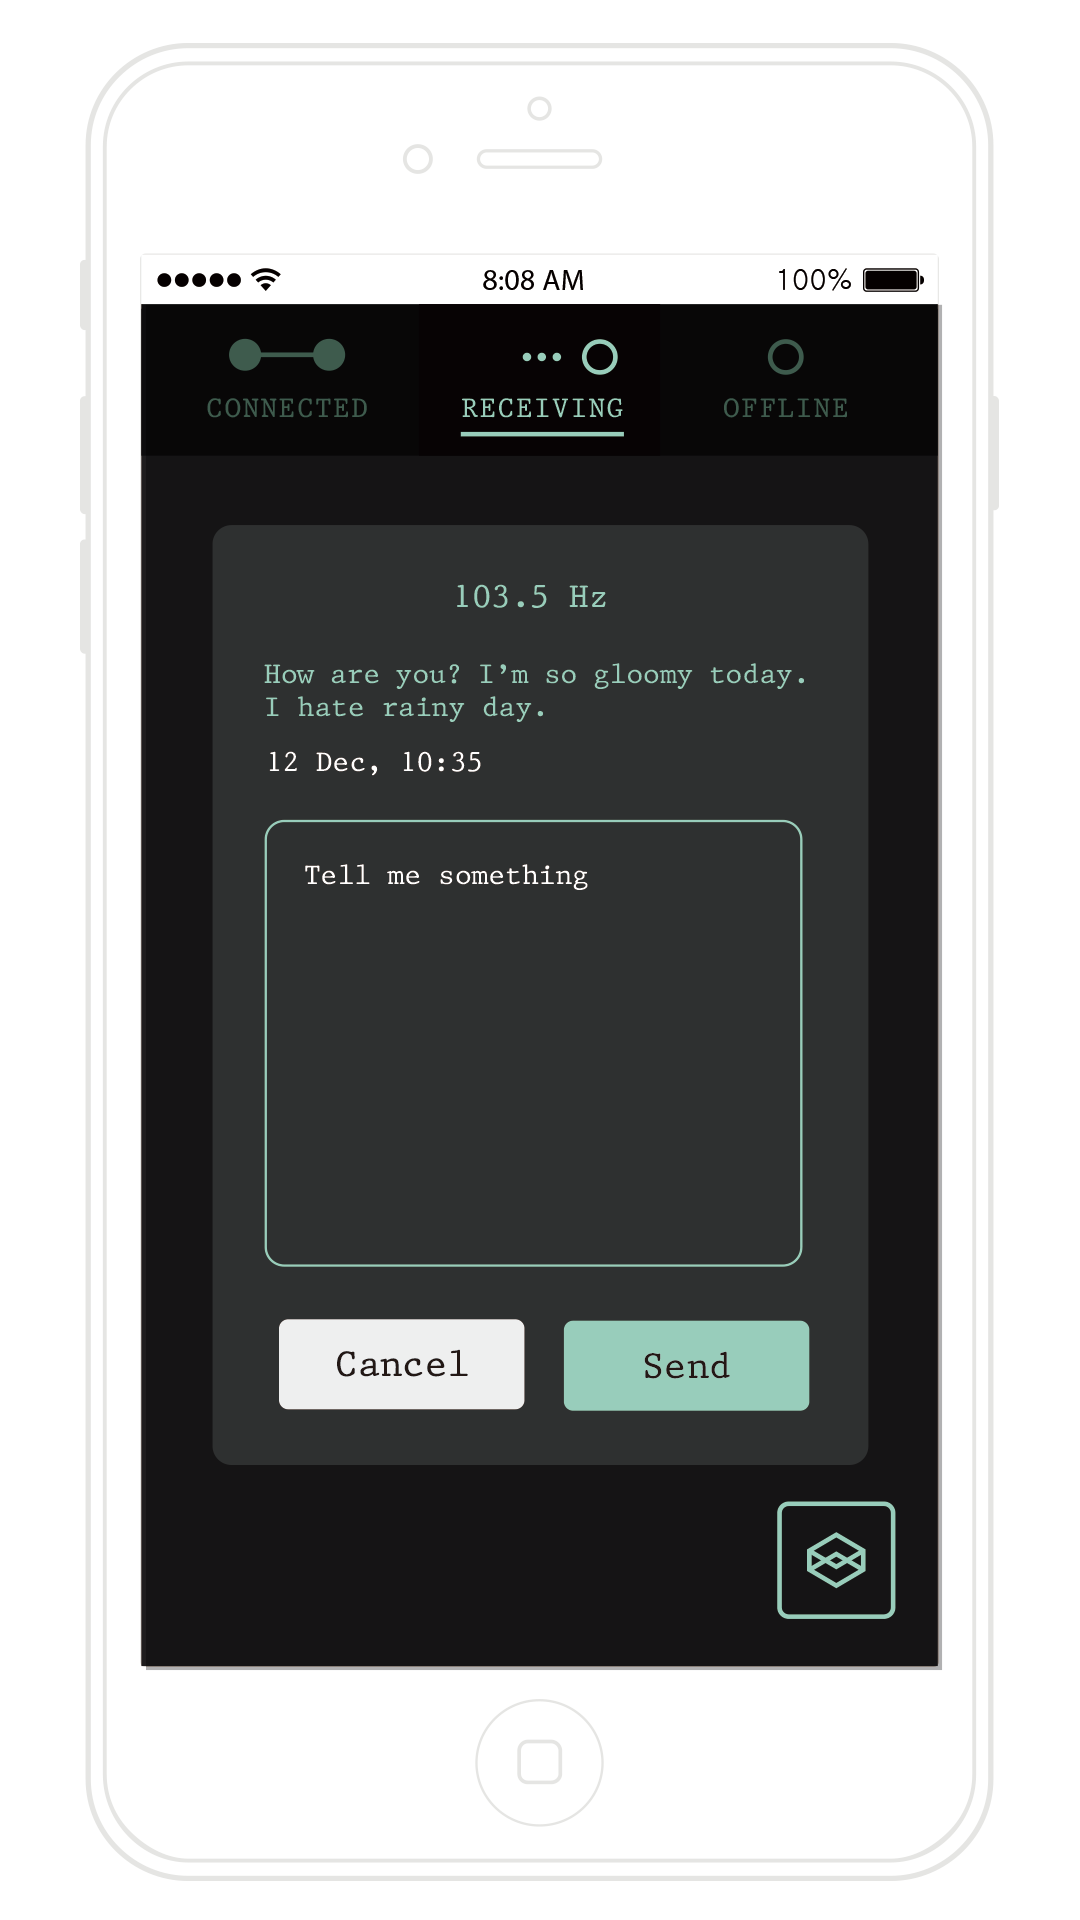 8:08 AM 100%
CONNECTED RECEIVING OFFLINE
103.5 Hz
How are you? I’m so gloomy today.
I hate rainy day.
12 Dec, 10:35
Tell me something
Cancel Send